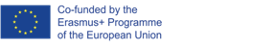 Co-funded by the
Erasmus+ Programme
of the European Union